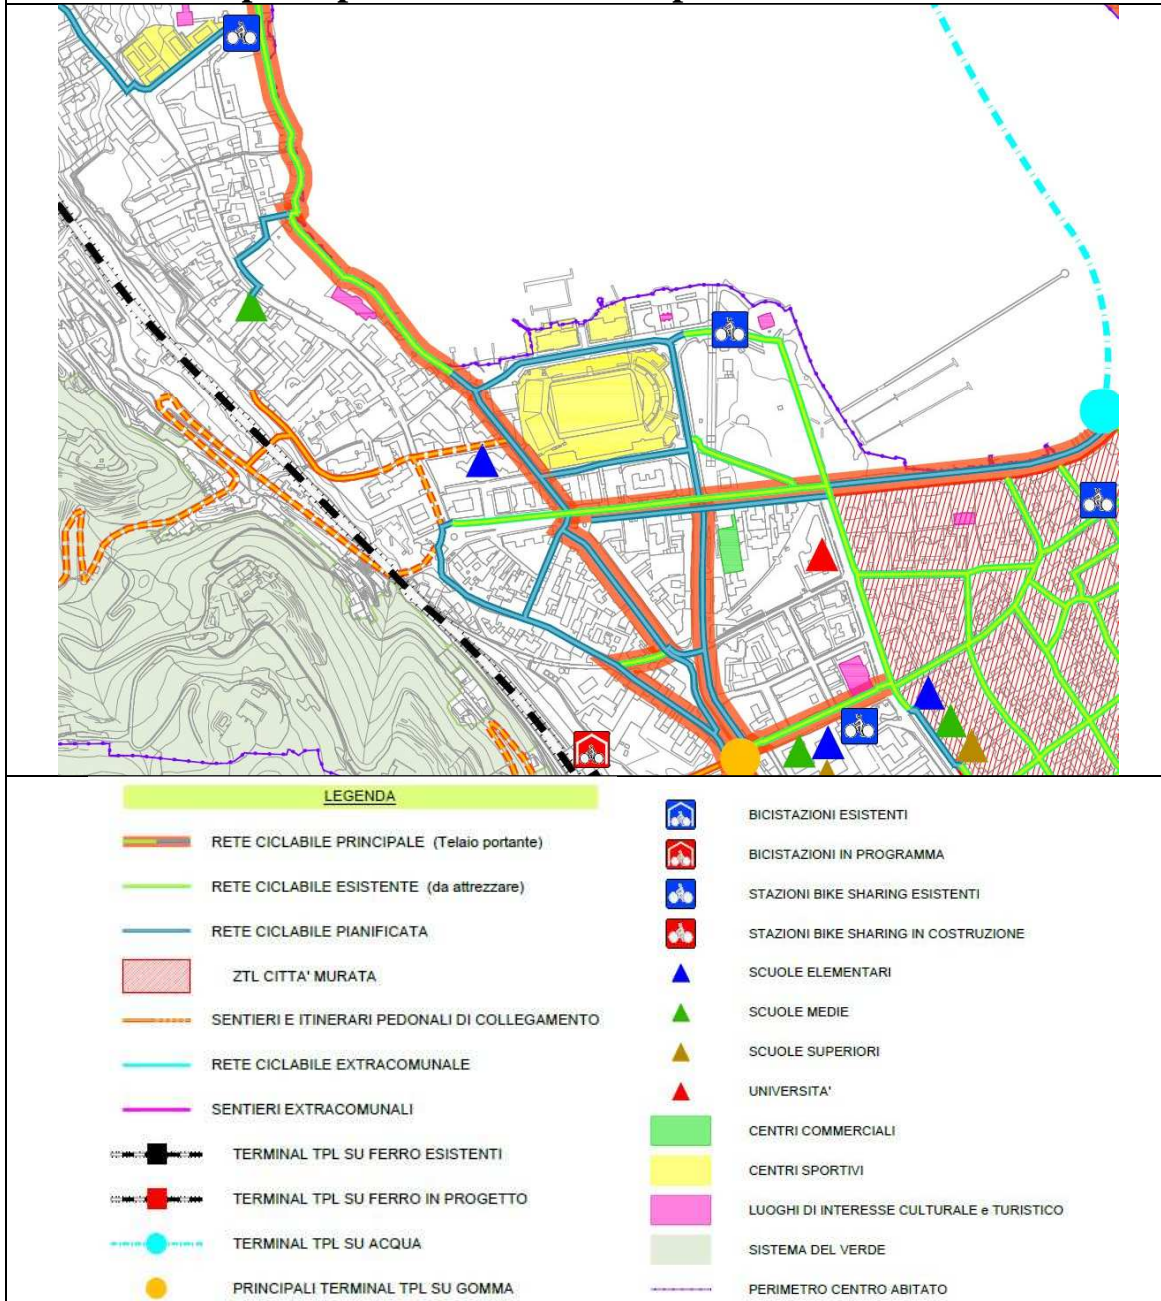 LEGENDA
RETE CICLABILE PRINCIPALE (Telaio portante)
RETE CICLABILE ESISTENTE (da attrezzare)
RETE CICLABILE PIANIFICATA
ZTL CITTA' MURATA
SENTIERI E ITINERARI PEDONALI DI COLLEGAMENTO
RETE CICLABILE EXTRACOMUNALE
SENTIERI EXTRACOMUNALI
TERMINAL TPL SU FERRO ESISTENTI
TERMINAL TPL SU FERRO IN PROGETTO
TERMINAL TPL SU ACQUA
PRINCIPALI TERMINAL TPL SU GOMMA
BICISTAZIONI ESISTENTI
BICISTAZIONI IN PROGRAMMA
STAZIONI BIKE SHARING ESISTENTI
STAZIONI BIKE SHARING IN COSTRUZIONE
SCUOLE ELEMENTARI
SCUOLE MEDIE
SCUOLE SUPERIORI
UNIVERSITA'
CENTRI COMMERCIALI
CENTRI SPORTIVI
LUOGHI DI INTERESSE CULTURALE e TURISTICO
SISTEMA DEL VERDE
PERIMETRO CENTRO ABITATO